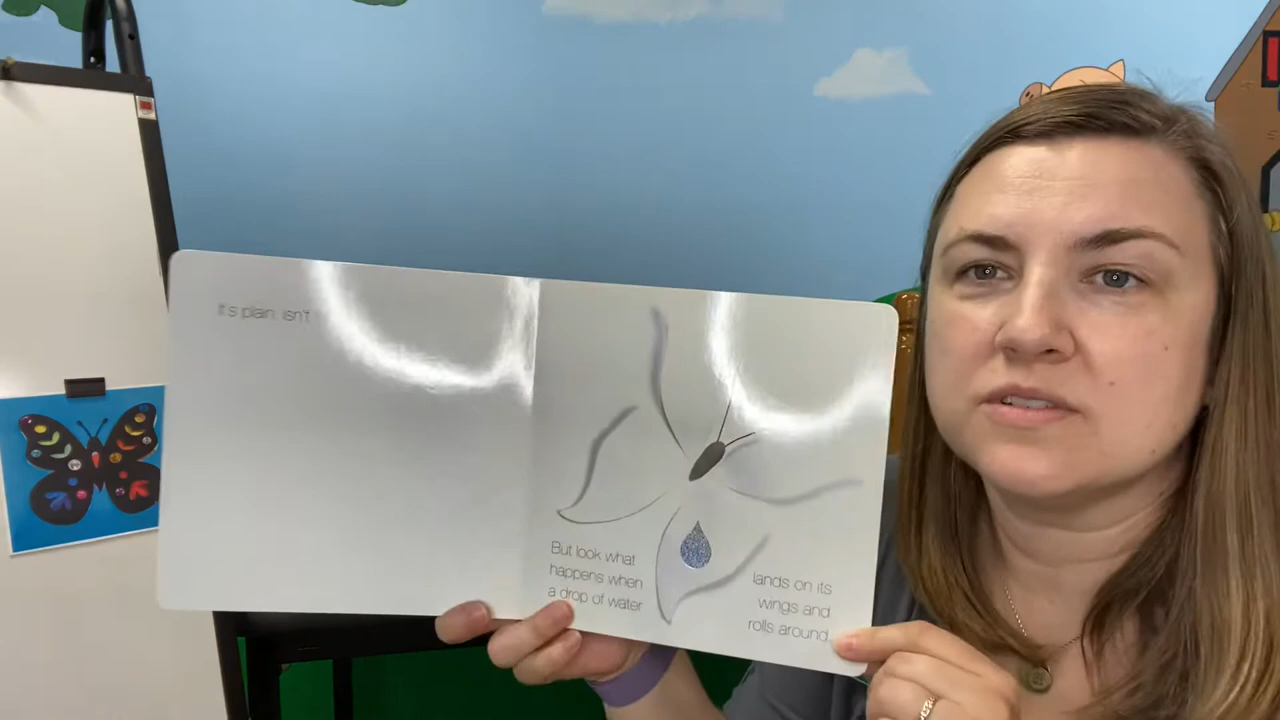 It's plain, isn't
But look what
happens when
a drop of water
lands on its
wings and
rolls around.